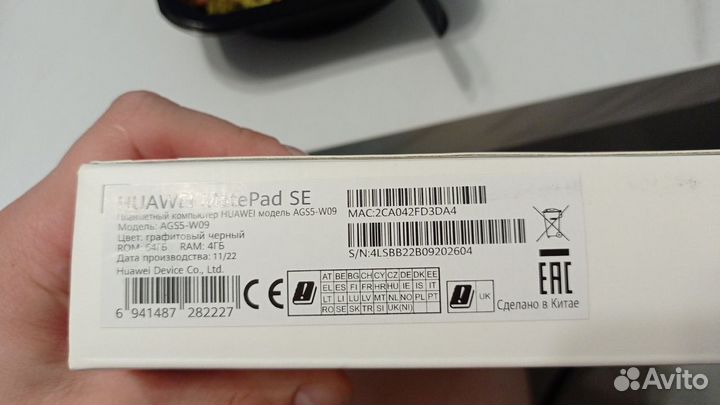 HUAWEI MatePad SE
Планшетный компьютер HUAWEI модель AGS5-W09
Модель: AGS5-W09
Цвет: графитовый черный
ROM: 64ГБ RAM: 4ГБ
Дата производства: 11/22
Huawei Device Co., Ltd.
6 941487 282227
MAC:2CA042FD3DA4
S/N:4LSBB22B09202604
CE
AT BE BG CH CY CZ DE DK EE
EL ES FI FR HR HU IE IS IT
LT LI LU LV MT NL NO PL PT
RO SE SK TR SI UK(NI)
UK
EAC
Сделано в Китае
Avito